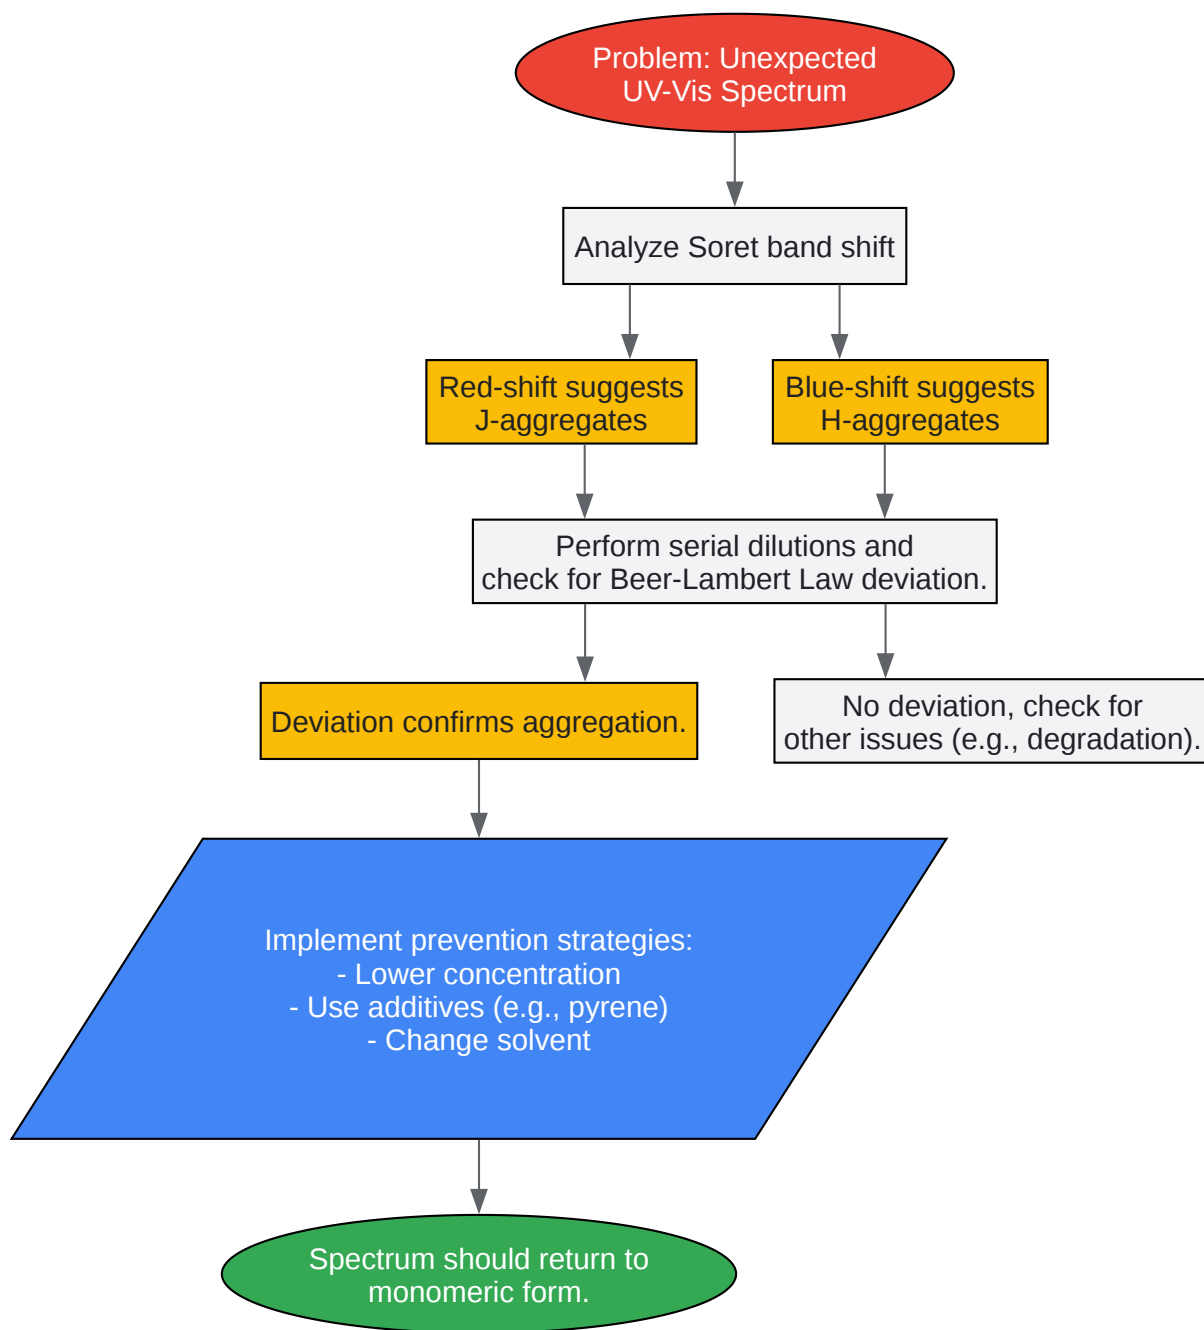 Problem: Unexpected
UV-Vis Spectrum
Analyze Soret band shift
Red-shift suggests
J-aggregates
Blue-shift suggests
H-aggregates
Perform serial dilutions and
check for Beer-Lambert Law deviation.
Deviation confirms aggregation.
No deviation, check for
other issues (e.g., degradation).
Implement prevention strategies:
- Lower concentration
- Use additives (e.g., pyrene)
- Change solvent
Spectrum should return to
monomeric form.